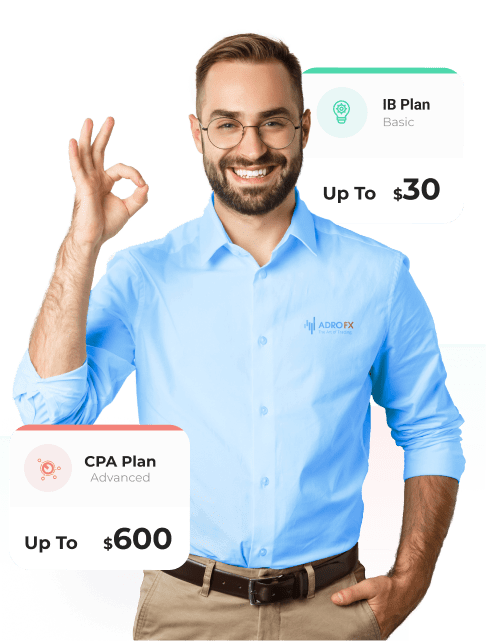 IB Plan
Basic
Up To $30
ADROFX
CPA Plan
Advanced
Up To $600